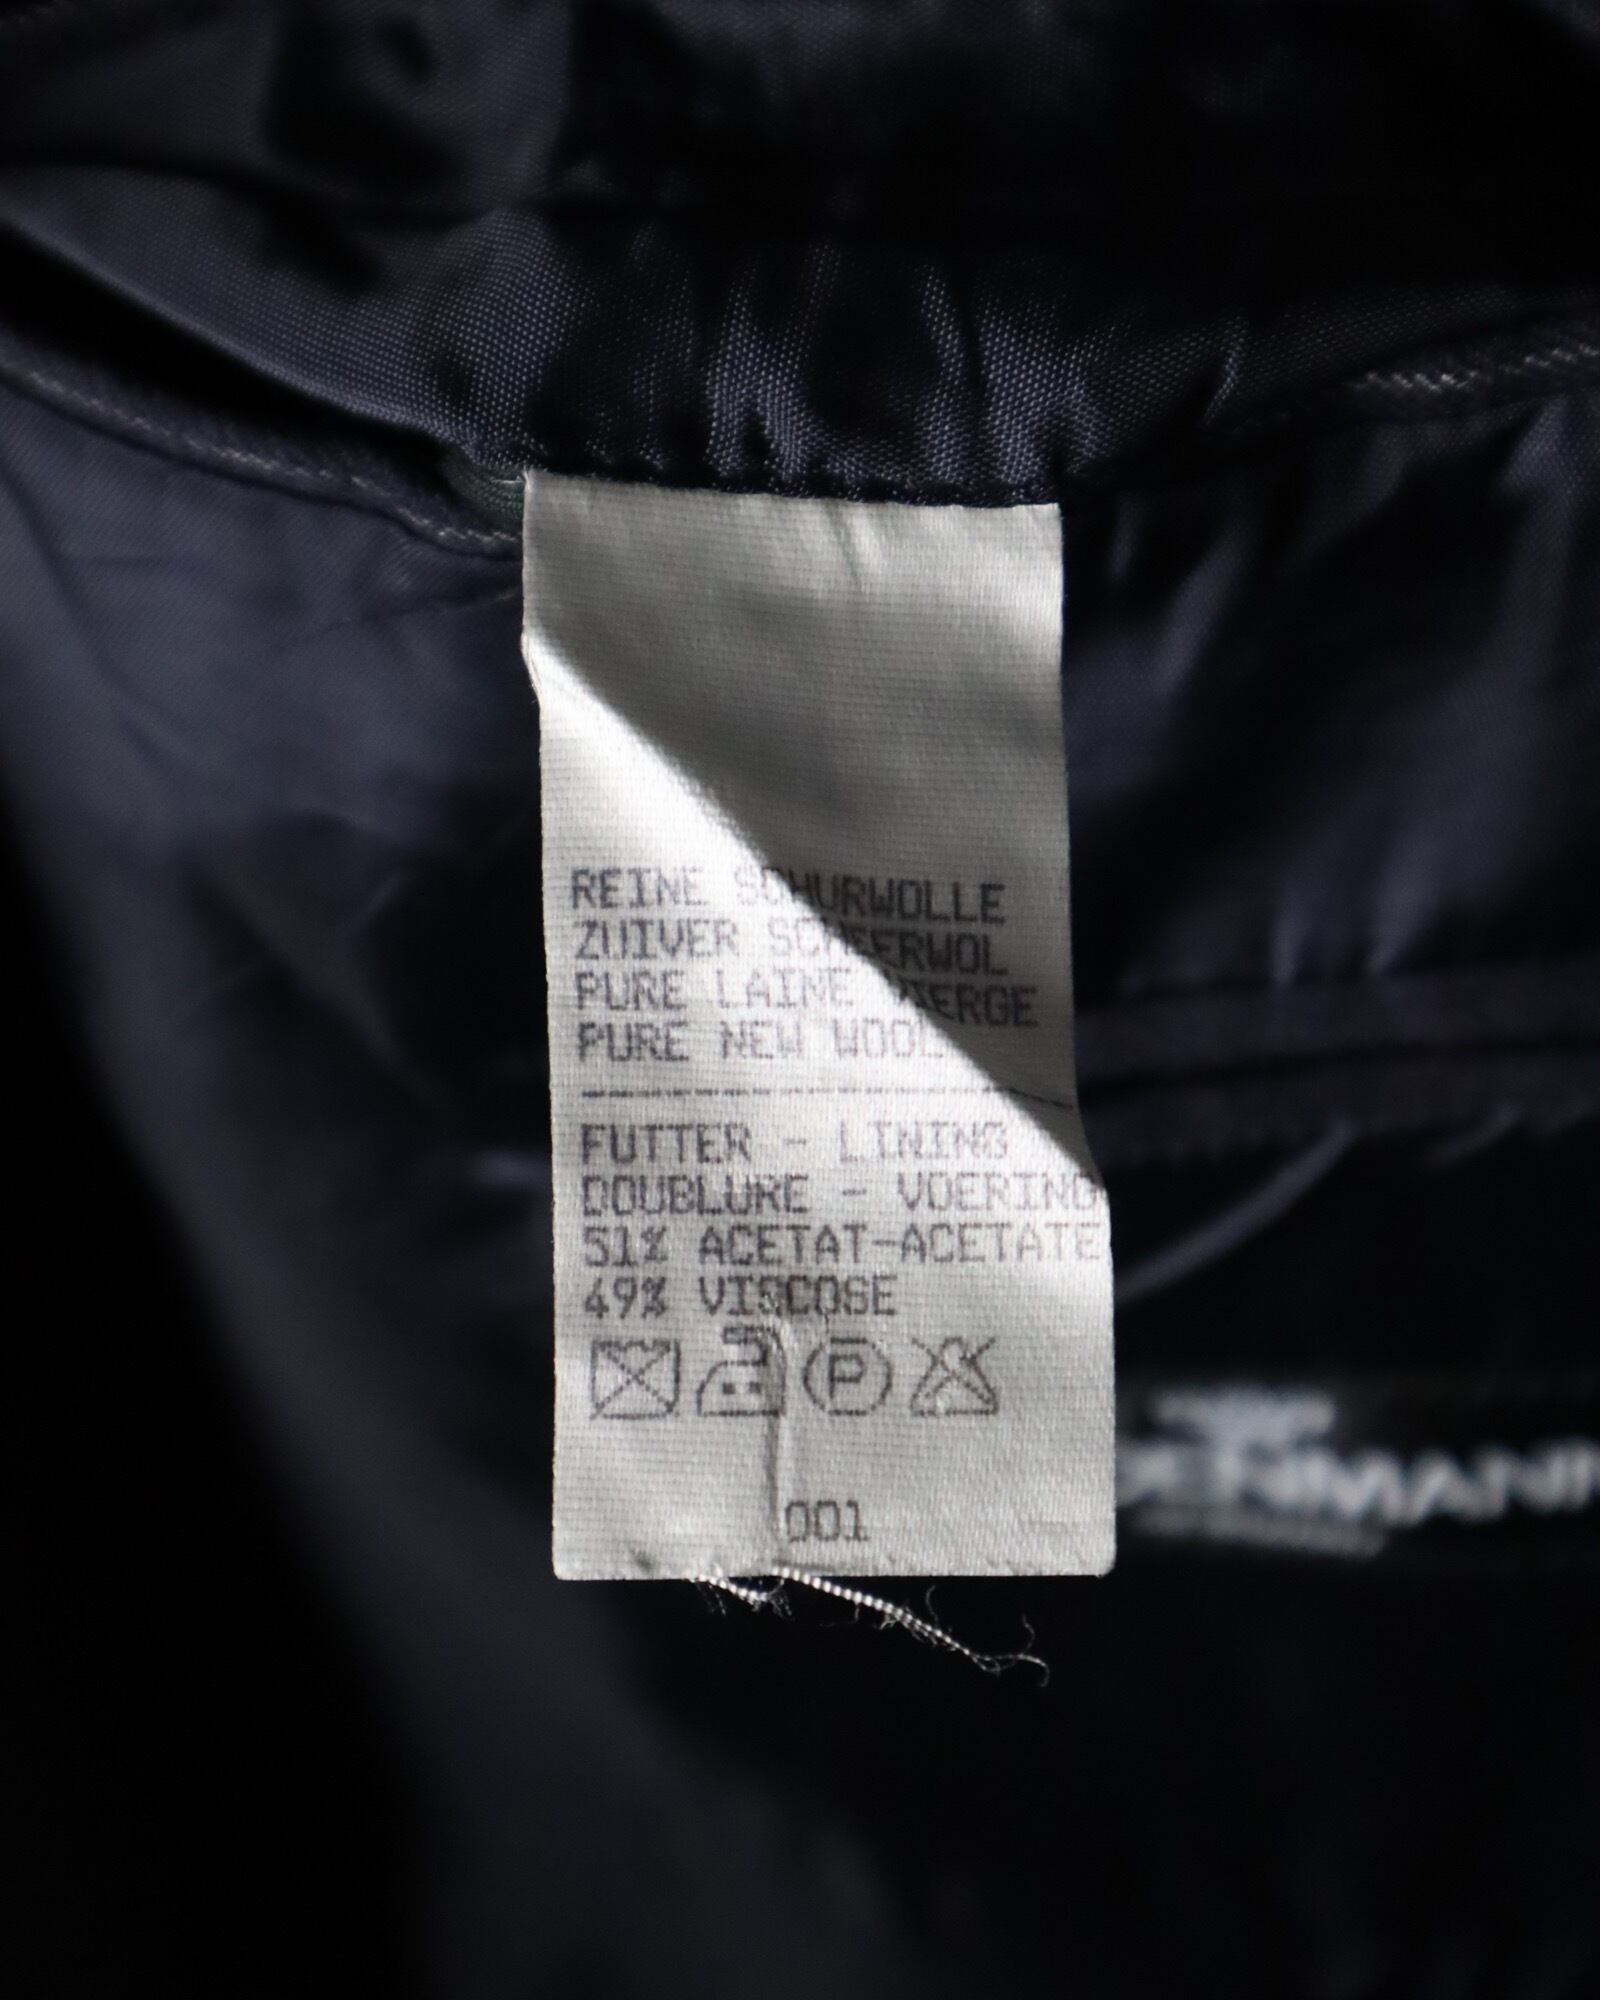 REINE SCHURWOLLE
ZUIVER SCHEERWOL
PURE LAINE VIERGE
PURE NEW WOOL
FUTTER - LINING
DOUBLURE - VOERING
51% ACETAT-ACETATE
49% VISCOSE
P
001